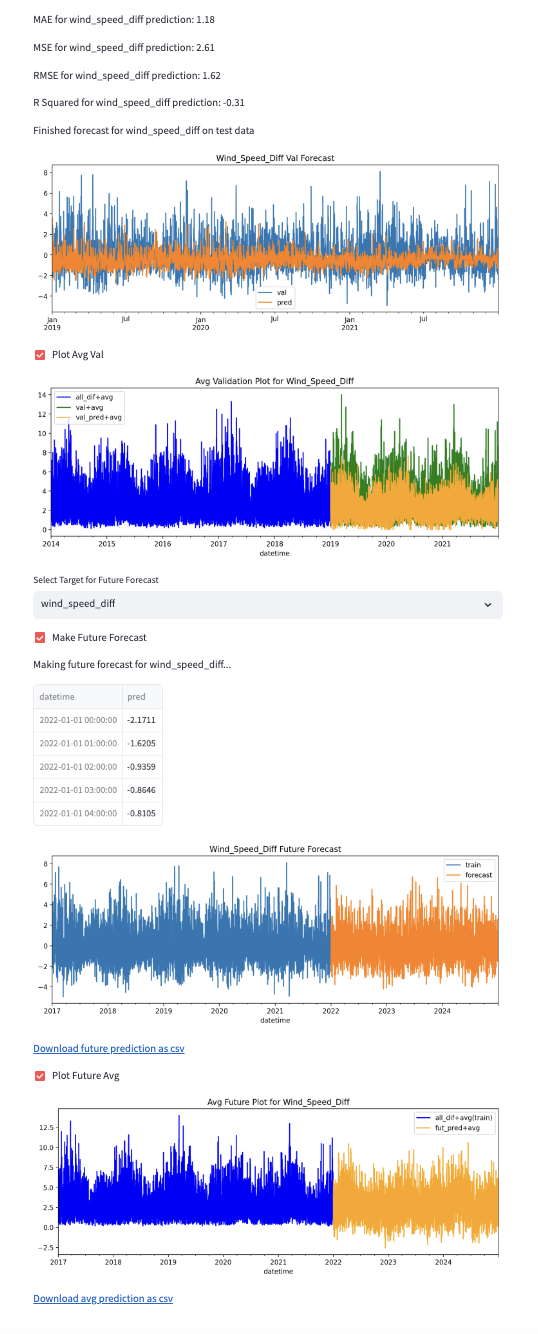 MAE for wind_speed_diff prediction: 1.18
MSE for wind_speed_diff prediction: 2.61
RMSE for wind_speed_diff prediction: 1.62
R Squared for wind_speed_diff prediction: -0.31
Finished forecast for wind_speed_diff on test data
Wind_Speed_Diff Val Forecast
8
6
4
2
0
−2
−4
val
pred
Jan Jul Jan Jul Jan Jul
2019 2020 2021
Plot Avg Val
Avg Validation Plot for Wind_Speed_Diff
all_dif+avg
val+avg
val_pred+avg
14
12
10
8
6
4
2
0
2014 2015 2016 2017 2018 2019 2020 2021
datetime
Select Target for Future Forecast
wind_speed_diff
Make Future Forecast
Making future forecast for wind_speed_diff...
datetime pred
2022-01-01 00:00:00 -2.1711
2022-01-01 01:00:00 -1.6205
2022-01-01 02:00:00 -0.9359
2022-01-01 03:00:00 -0.8646
2022-01-01 04:00:00 -0.8105
Wind_Speed_Diff Future Forecast
train
forecast
8
6
4
2
0
−2
−4
2017 2018 2019 2020 2021 2022 2023 2024
datetime
Download future prediction as csv
Plot Future Avg
Avg Future Plot for Wind_Speed_Diff
all_dif+avg(train)
fut_pred+avg
12.5
10.0
7.5
5.0
2.5
0.0
−2.5
2017 2018 2019 2020 2021 2022 2023 2024
datetime
Download avg prediction as csv